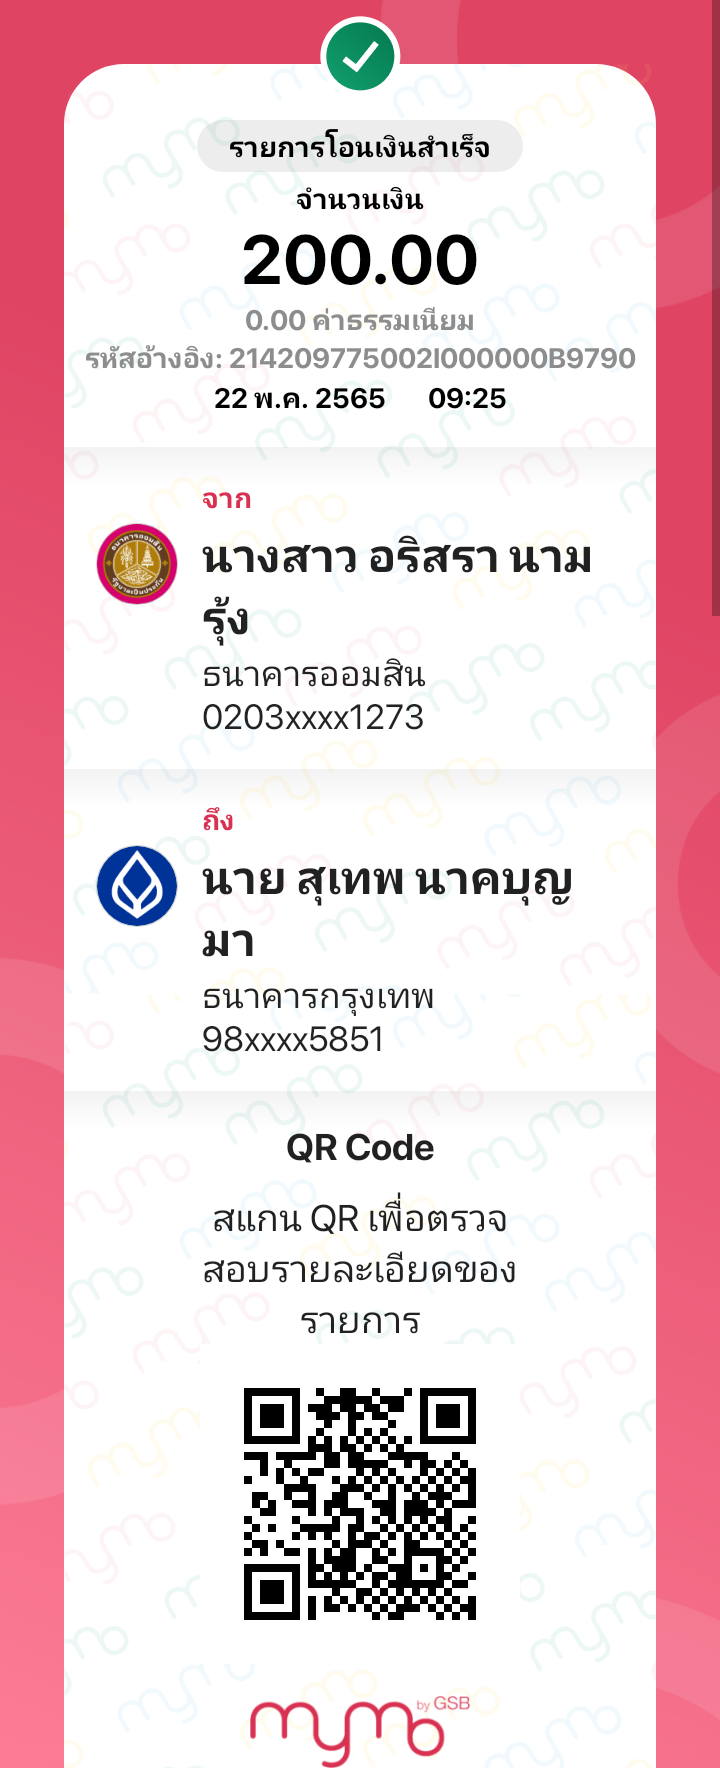 รายการโอนเงินสำเร็จ
จำนวนเงิน
200.00
0.00 ค่าธรรมเนียม
รหัสอ้างอิง: 214209775002I000000B9790
22 พ.ค. 2565 09:25
จาก
นางสาว อริสรา นาม
รุ้ง
ธนาคารออมสิน
0203xxxx1273
ถึง
นาย สุเทพ นาคบุญ
มา
ธนาคารกรุงเทพ
98xxxx5851
QR Code
สแกน QR เพื่อตรวจ
สอบรายละเอียดของ
รายการ
mymo by GSB